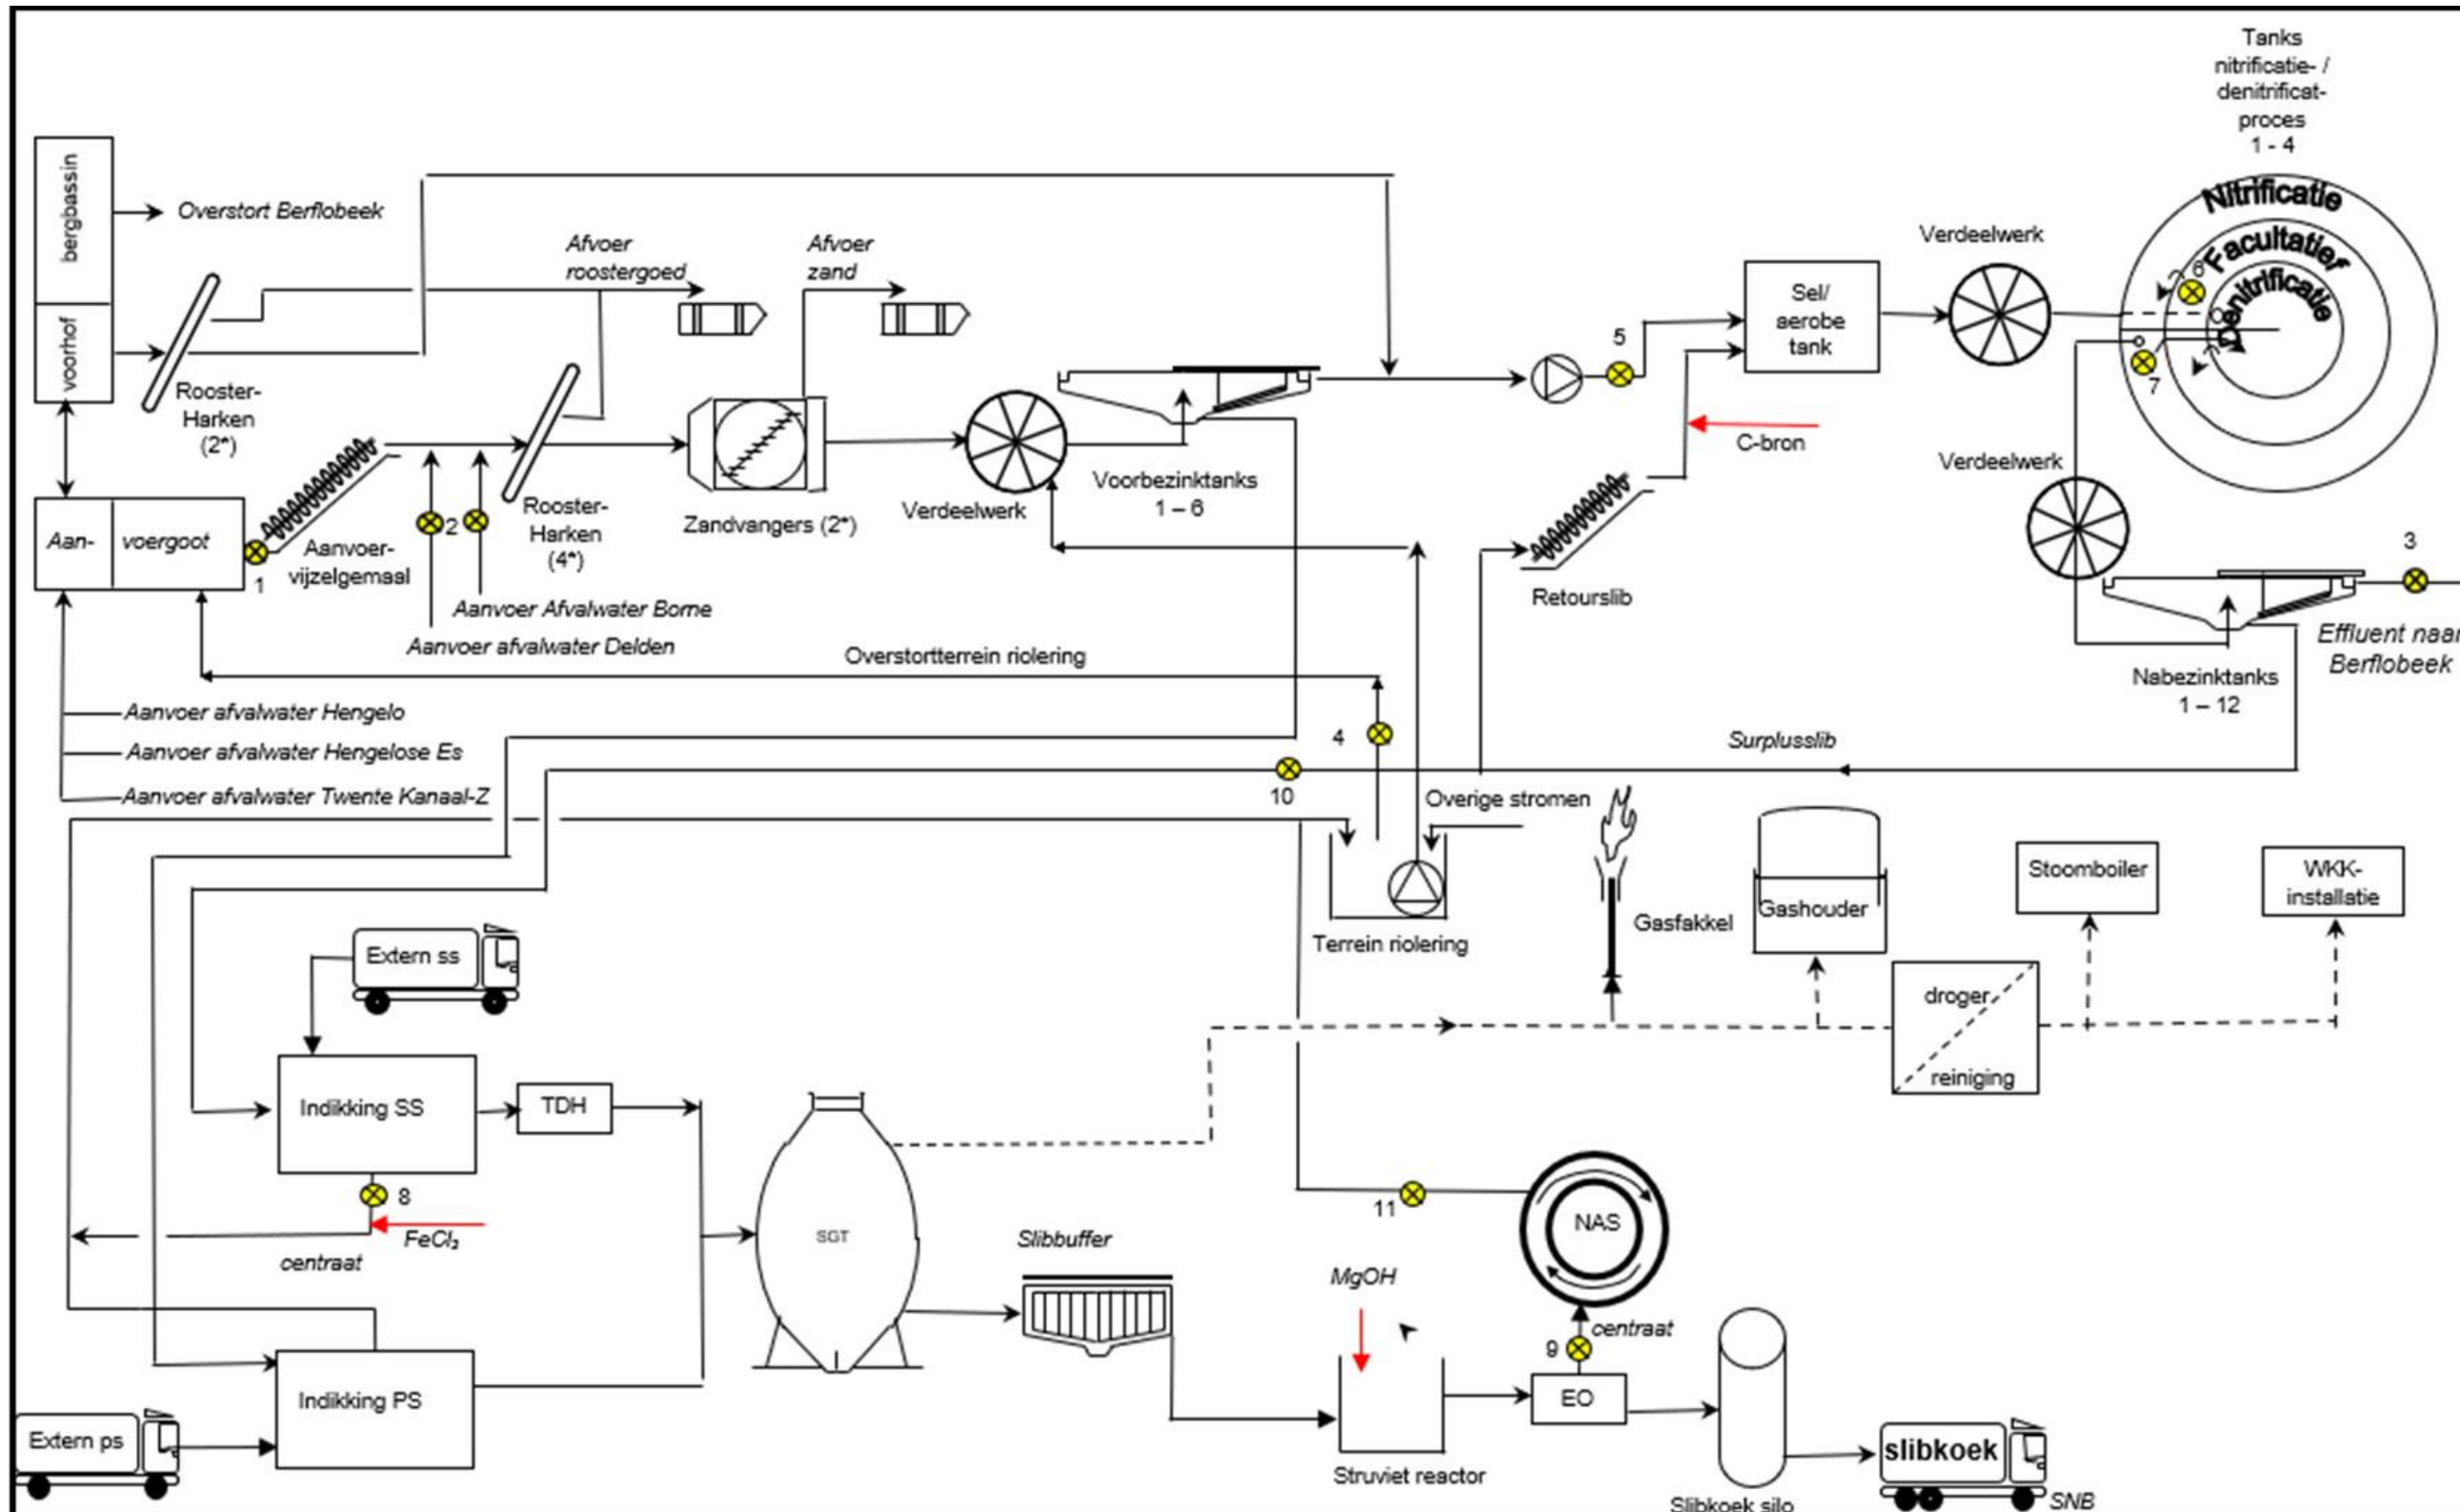 Tanks
nitrificatie- /
denitrificat-
proces
1 - 4
Nitrificatie
Facultatief
Denitrificatie
6
7
bergbassin
voorhof
Overstort Berflobeek
Rooster-
Harken
(2*)
Afvoer
roostergoed
Afvoer
zand
Verdeelwerk
Sel/
aerobe
tank
5
C-bron
Aan-
voergoot
1
Aanvoer-
vijzelgemaal
2
Rooster-
Harken
(4*)
Zandvangers (2*)
Verdeelwerk
Voorbezinktanks
1 – 6
Retourslib
Verdeelwerk
3
Effluent naar
Berflobeek
Nabezinktanks
1 – 12
Aanvoer Afvalwater Borne
Aanvoer afvalwater Delden
Overstortterrein riolering
Aanvoer afvalwater Hengelo
Aanvoer afvalwater Hengelose Es
Aanvoer afvalwater Twente Kanaal-Z
4
10
Surplusslib
Overige stromen
Terrein riolering
Gasfakkel
Gashouder
Stoomboiler
WKK-
installatie
droger
reiniging
Extern ss
Indikking SS
TDH
8
FeCl₂
centraat
SGT
Slibbuffer
11
NAS
MgOH
9
centraat
EO
Indikking PS
Extern ps
Struviet reactor
Slibkoek silo
slibkoek
SNB